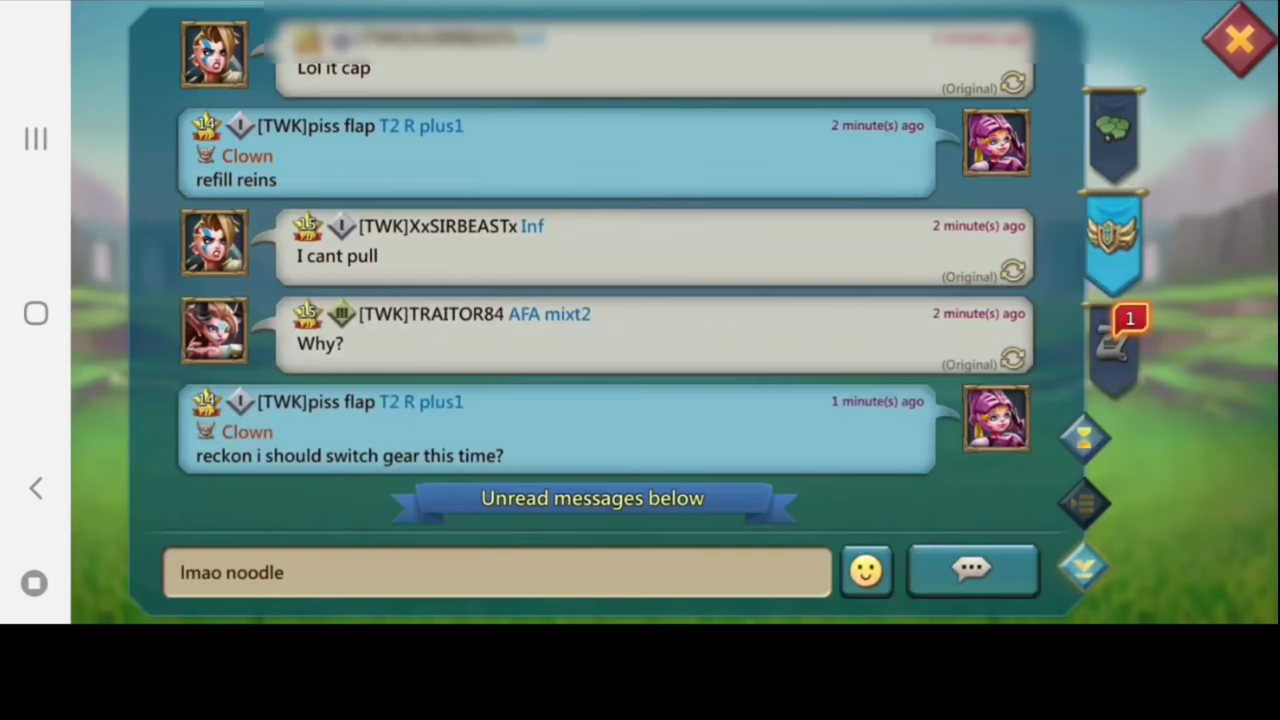 Lol it cap
(Original)
14 [TWK]piss flap T2 R plus1 2 minute(s) ago
Clown
refill reins
15 [TWK]XxSIRBEASTx Inf 2 minute(s) ago
I cant pull
(Original)
15 III [TWK]TRAITOR84 AFA mixt2 2 minute(s) ago
Why?
(Original)
1
14 [TWK]piss flap T2 R plus1 1 minute(s) ago
Clown
reckon i should switch gear this time?
Unread messages below
lmao noodle